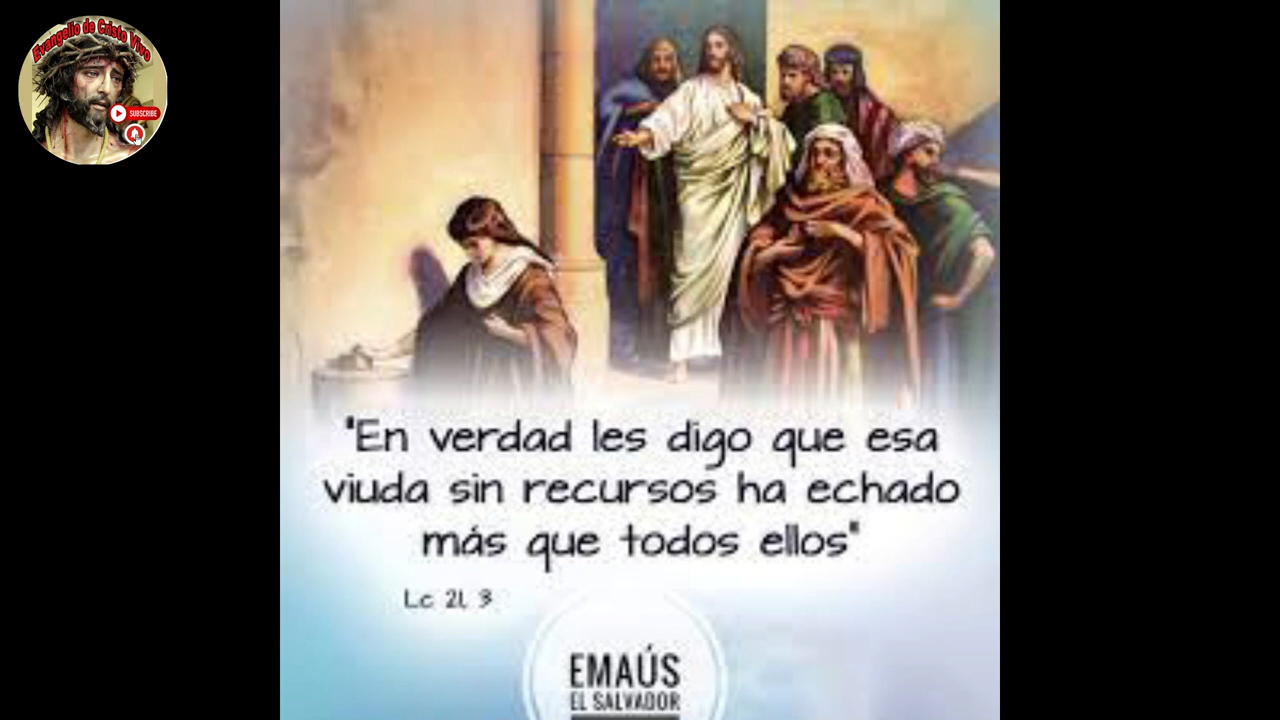 Evangelio de Cristo Vivo
SUBSCRIBE
"En verdad les digo que esa
viuda sin recursos ha echado
más que todos ellos"
Lc 21, 3
EMAÚS
EL SALVADOR